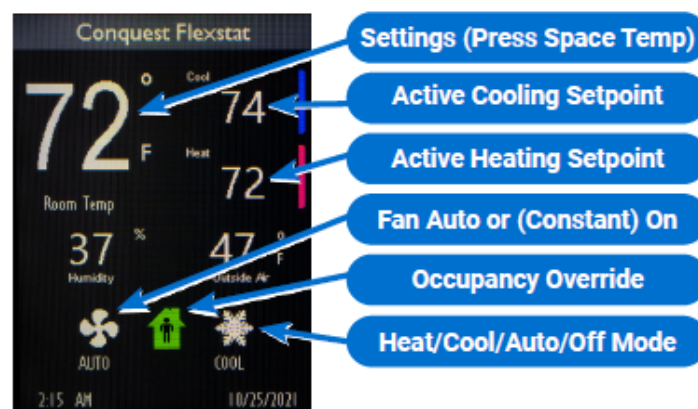 Conquest Flexstat
72 ° F
Room Temp
Cool
74
Heat
72
37 %
Humidity
47 ° F
Outside Air
AUTO
COOL
2:15 AM
10/25/2021
Settings (Press Space Temp)
Active Cooling Setpoint
Active Heating Setpoint
Fan Auto or (Constant) On
Occupancy Override
Heat/Cool/Auto/Off Mode